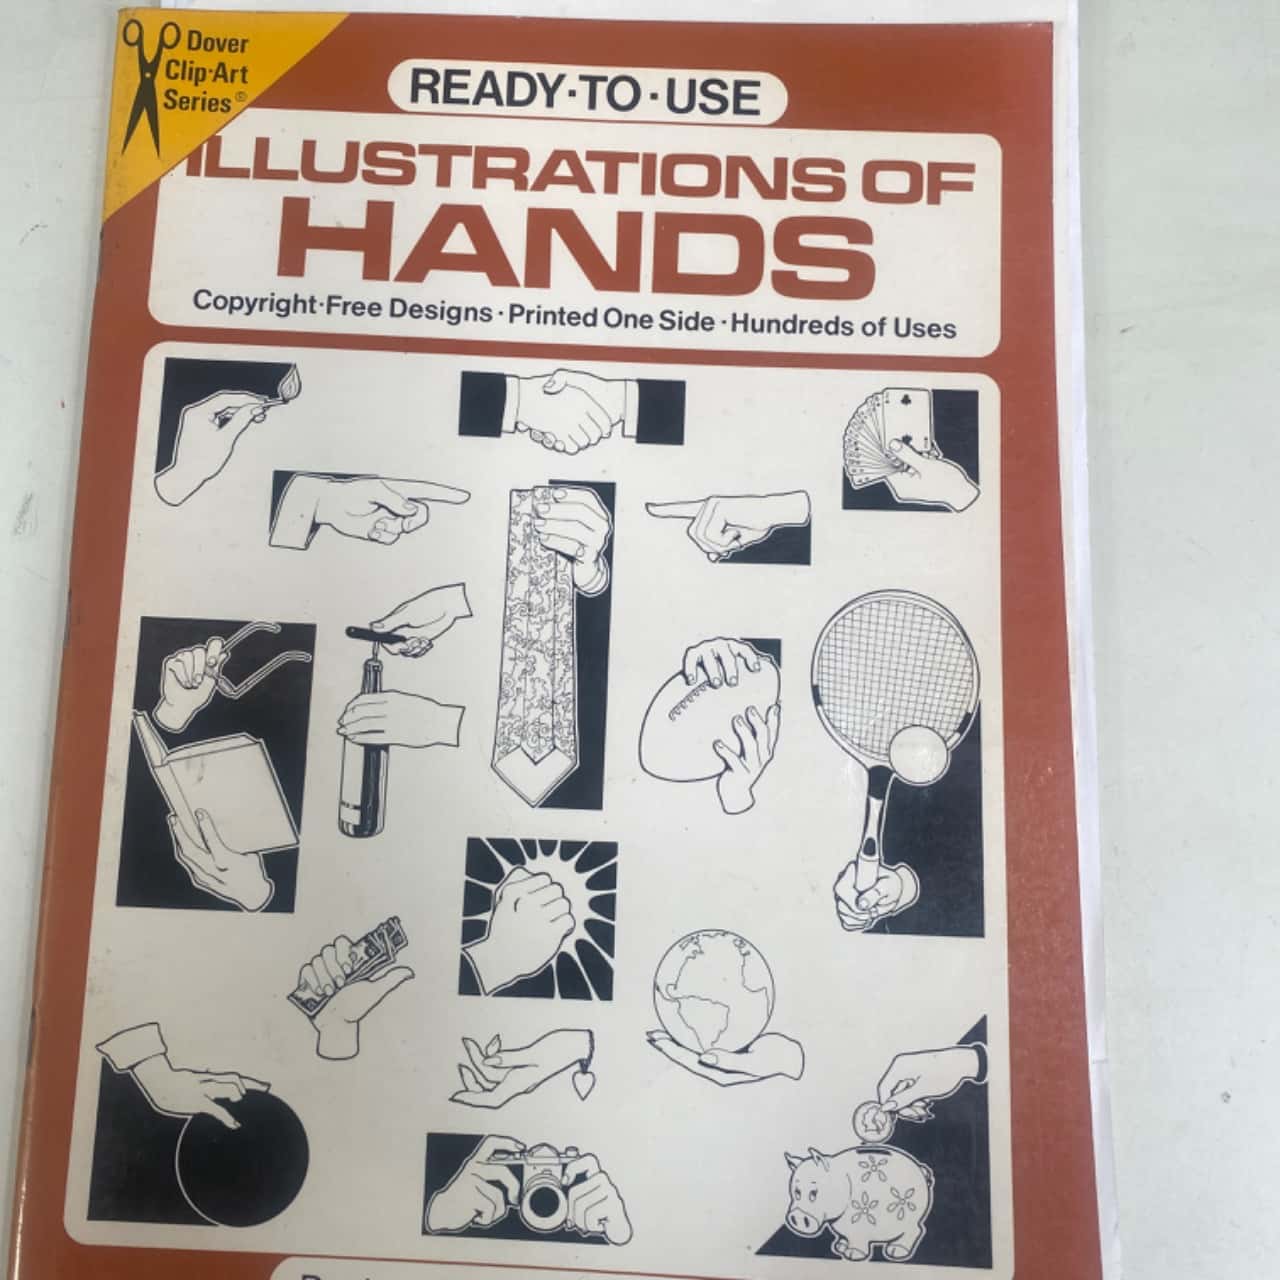 Dover
Clip·Art
Series©
READY·TO·USE
ILLUSTRATIONS OF
HANDS
Copyright·Free Designs · Printed One Side · Hundreds of Uses